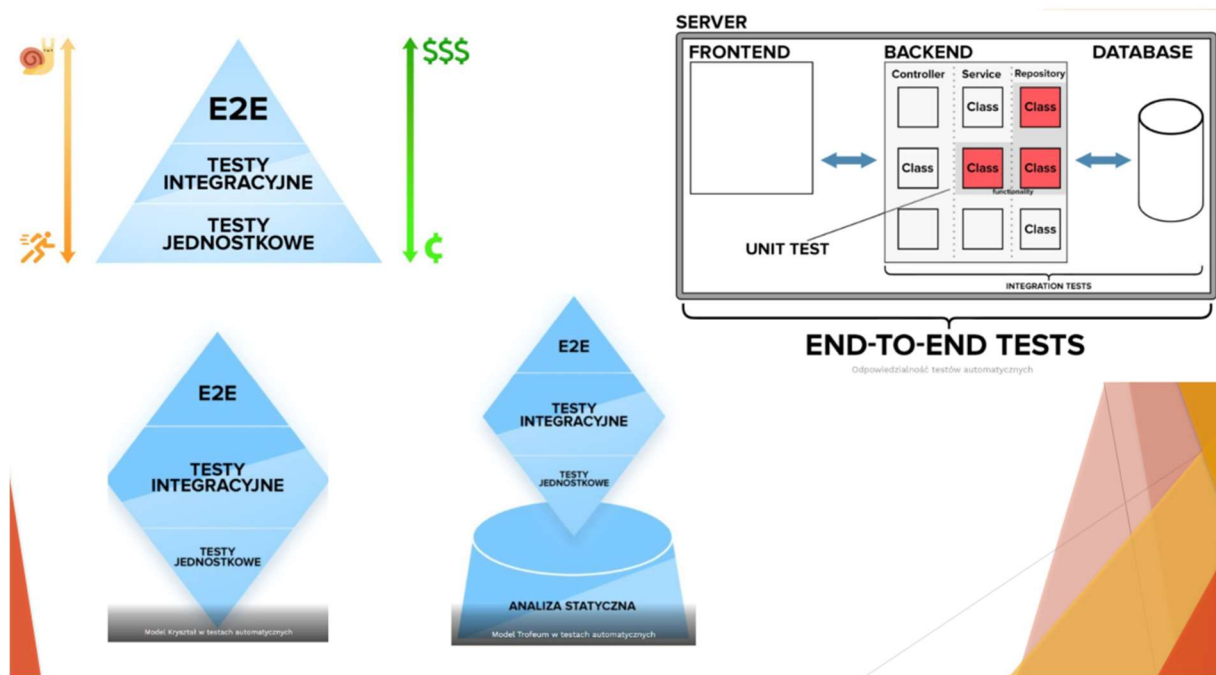 $$$
E2E
TESTY
INTEGRACYJNE
TESTY
JEDNOSTKOWE
¢
SERVER
FRONTEND
BACKEND
DATABASE
Controller
Service
Repository
Class
Class
Class
Class
Class
functionality
Class
UNIT TEST
INTEGRATION TESTS
END-TO-END TESTS
Odpowiedzialność testów automatycznych
E2E
TESTY
INTEGRACYJNE
TESTY
JEDNOSTKOWE
Model Kryształ w testach automatycznych
E2E
TESTY
INTEGRACYJNE
TESTY
JEDNOSTKOWE
ANALIZA STATYCZNA
Model Trofeum w testach automatycznych